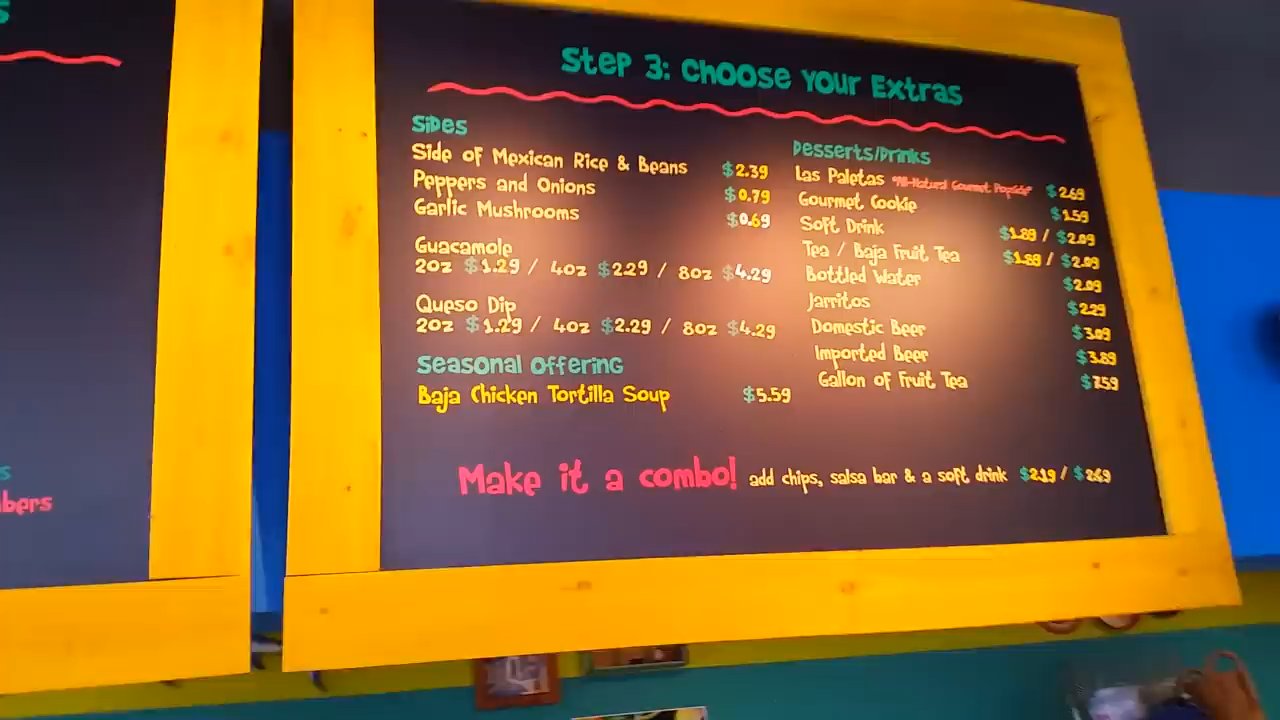 Step 3: Choose Your Extras
Sides
Side of Mexican Rice & Beans $2.39
Peppers and Onions $0.79
Garlic Mushrooms $0.69
Guacamole
2oz $1.29 / 4oz $2.29 / 8oz $4.29
Queso Dip
2oz $1.29 / 4oz $2.29 / 8oz $4.29
Seasonal Offering
Baja Chicken Tortilla Soup $5.59
Desserts/Drinks
Las Paletas "All-Natural Gourmet Popsicle" $2.69
Gourmet Cookie $1.59
Soft Drink $1.89 / $2.09
Tea / Baja Fruit Tea $1.89 / $2.09
Bottled Water $2.09
Jarritos $2.29
Domestic Beer $3.09
Imported Beer $3.89
Gallon of Fruit Tea $7.59
Make it a combo! add chips, salsa bar & a soft drink $2.19 / $2.69